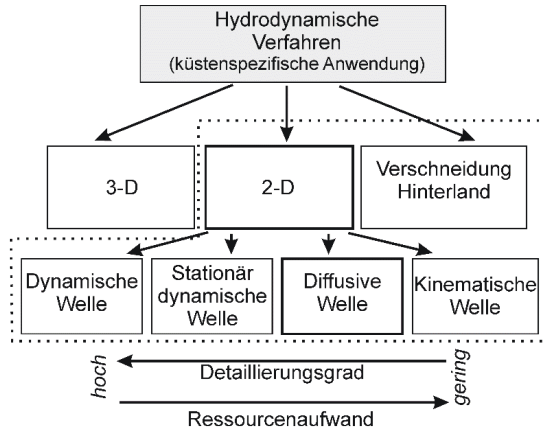 Hydrodynamische
Verfahren
(küstenspezifische Anwendung)
3-D
2-D
Verschneidung
Hinterland
Dynamische
Welle
Stationär
dynamische
Welle
Diffusive
Welle
Kinematische
Welle
hoch
Detaillierungsgrad
gering
Ressourcenaufwand